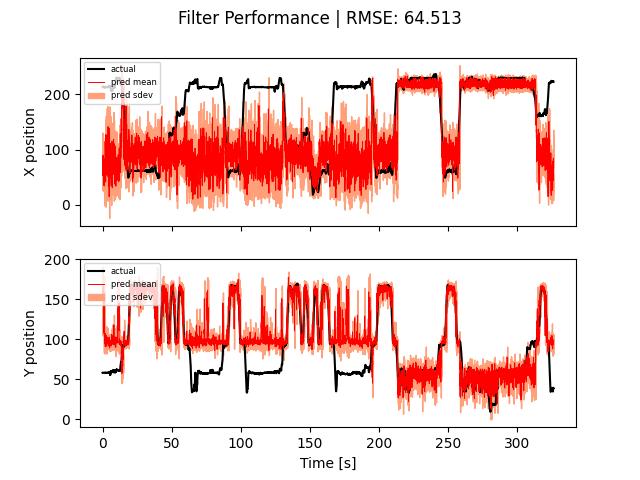 Filter Performance | RMSE: 64.513
actual
pred mean
pred sdev
X position
200
100
0
actual
pred mean
pred sdev
Y position
200
150
100
50
0
0 50 100 150 200 250 300
Time [s]